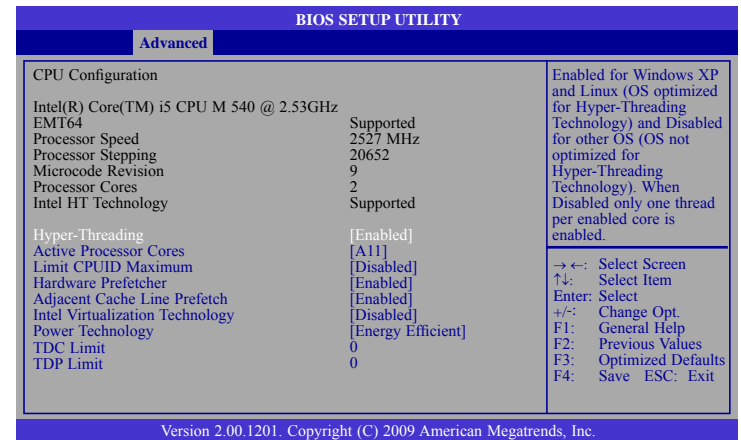 BIOS SETUP UTILITY
Advanced
CPU Configuration
Intel(R) Core(TM) i5 CPU M 540 @ 2.53GHz
EMT64 Supported
Processor Speed 2527 MHz
Processor Stepping 20652
Microcode Revision 9
Processor Cores 2
Intel HT Technology Supported
Hyper-Threading [Enabled]
Active Processor Cores [A11]
Limit CPUID Maximum [Disabled]
Hardware Prefetcher [Enabled]
Adjacent Cache Line Prefetch [Enabled]
Intel Virtualization Technology [Disabled]
Power Technology [Energy Efficient]
TDC Limit 0
TDP Limit 0
Enabled for Windows XP
and Linux (OS optimized
for Hyper-Threading
Technology) and Disabled
for other OS (OS not
optimized for
Hyper-Threading
Technology). When
Disabled only one thread
per enabled core is
enabled.
→←: Select Screen
↑↓: Select Item
Enter: Select
+/-: Change Opt.
F1: General Help
F2: Previous Values
F3: Optimized Defaults
F4: Save ESC: Exit
Version 2.00.1201. Copyright (C) 2009 American Megatrends, Inc.